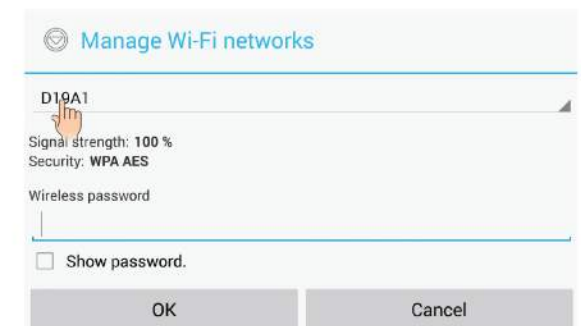 Manage Wi-Fi networks
D19A1
Signal strength: 100 %
Security: WPA AES
Wireless password
Show password.
OK Cancel